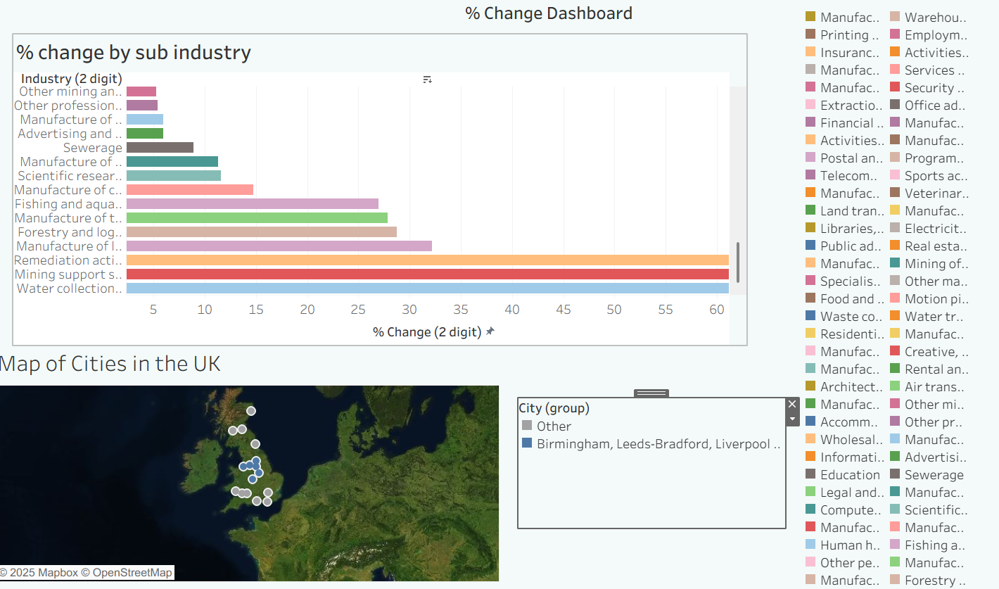 % Change Dashboard
% change by sub industry
Industry (2 digit)
Other mining an..
Other profession..
Manufacture of ..
Advertising and ..
Sewerage
Manufacture of ..
Scientific resear..
Manufacture of c..
Fishing and aqua..
Manufacture of t..
Forestry and log..
Manufacture of l..
Remediation acti..
Mining support s..
Water collection..
5 10 15 20 25 30 35 40 45 50 55 60
% Change (2 digit)
Map of Cities in the UK
© 2025 Mapbox © OpenStreetMap
City (group)
Other
Birmingham, Leeds-Bradford, Liverpool ..
Manufac..
Printing ..
Insuranc..
Manufac..
Manufac..
Extractio..
Financial ..
Activities..
Postal an..
Telecom..
Manufac..
Land tran..
Libraries,..
Public ad..
Manufac..
Specialis..
Food and ..
Waste co..
Residenti..
Manufac..
Manufac..
Architect..
Manufac..
Accomm..
Wholesal..
Informati..
Education
Legal and..
Compute..
Manufac..
Human h..
Other pe..
Manufac..
Warehou..
Employm..
Activities..
Services ..
Security ..
Office ad..
Manufac..
Manufac..
Program..
Sports ac..
Veterinar..
Manufac..
Electricit..
Real esta..
Mining of..
Other ma..
Motion pi..
Water tr..
Manufac..
Creative, ..
Rental an..
Air trans..
Other mi..
Other pr..
Manufac..
Advertisi..
Sewerage
Manufac..
Scientific..
Manufac..
Fishing a..
Manufac..
Forestry ..